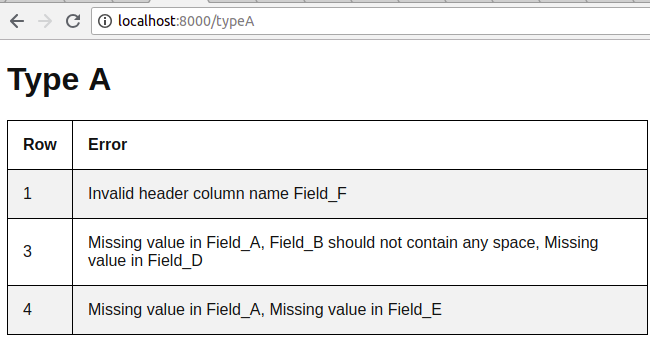 localhost:8000/typeA
Type A
Row Error
1 Invalid header column name Field_F
3 Missing value in Field_A, Field_B should not contain any space, Missing
value in Field_D
4 Missing value in Field_A, Missing value in Field_E